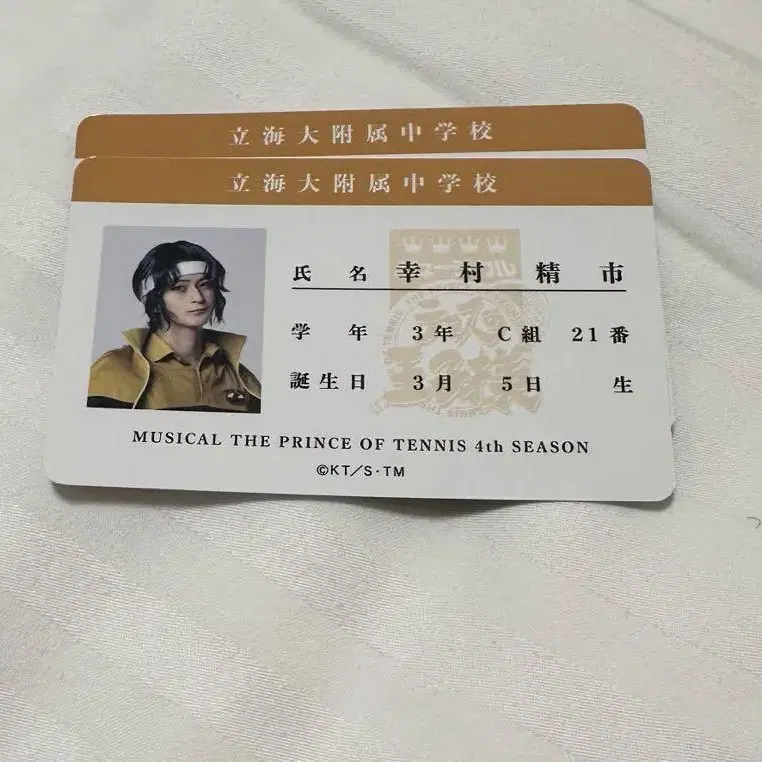 立海大附属中学校
立海大附属中学校
氏名 幸村精市
学年 3年 C組 21番
誕生日 3月 5日 生
MUSICAL THE PRINCE OF TENNIS 4th SEASON
©KT/S・TM